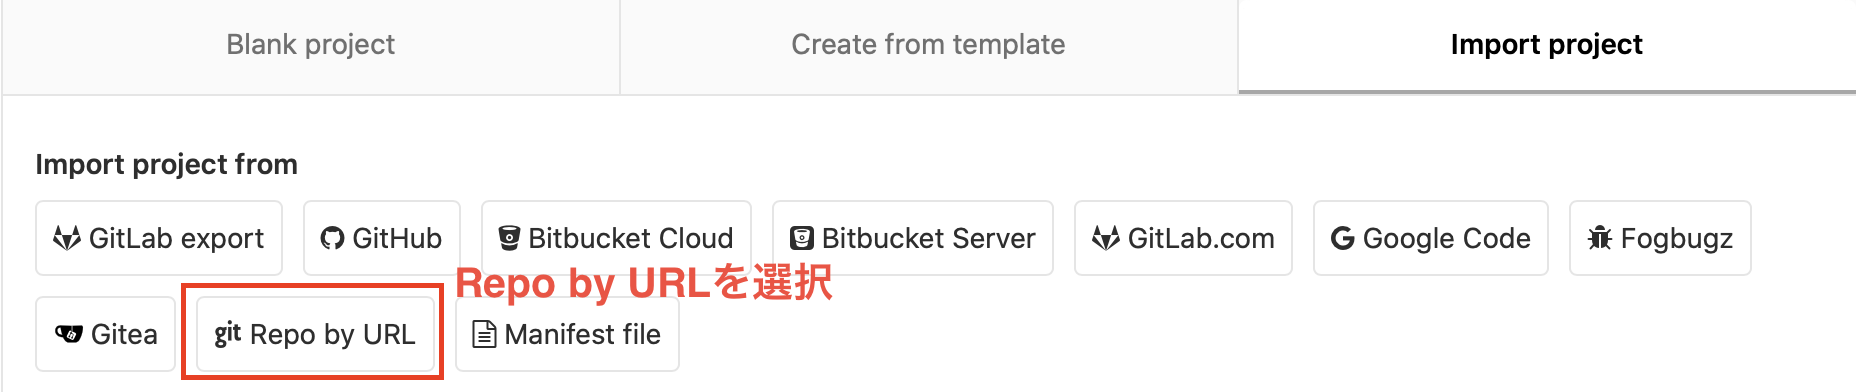 Blank project
Create from template
Import project
Import project from
GitLab export
GitHub
Bitbucket Cloud
Bitbucket Server
GitLab.com
Google Code
Fogbugz
Repo by URLを選択
Gitea
git Repo by URL
Manifest file